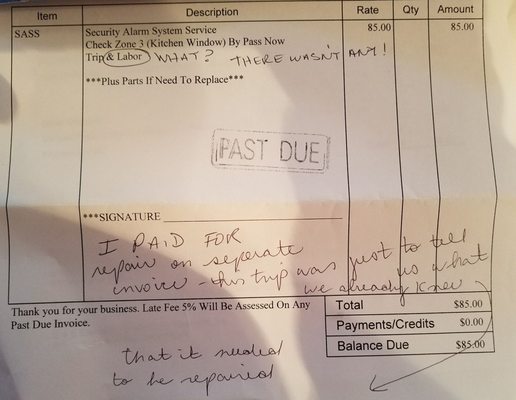 Item Description Rate Qty Amount
SASS Security Alarm System Service 85.00 85.00
Check Zone 3 (Kitchen Window) By Pass Now
Trip & Labor WHAT? THERE WASN'T ANY!
***Plus Parts If Need To Replace***
PAST DUE
***SIGNATURE
I PAID FOR
repair on seperate
invoice - this trip was just to tell
us what
we already knew
Thank you for your business. Late Fee 5% Will Be Assessed On Any
Past Due Invoice.
Total $85.00
Payments/Credits $0.00
Balance Due $85.00
that it needed
to be repaired